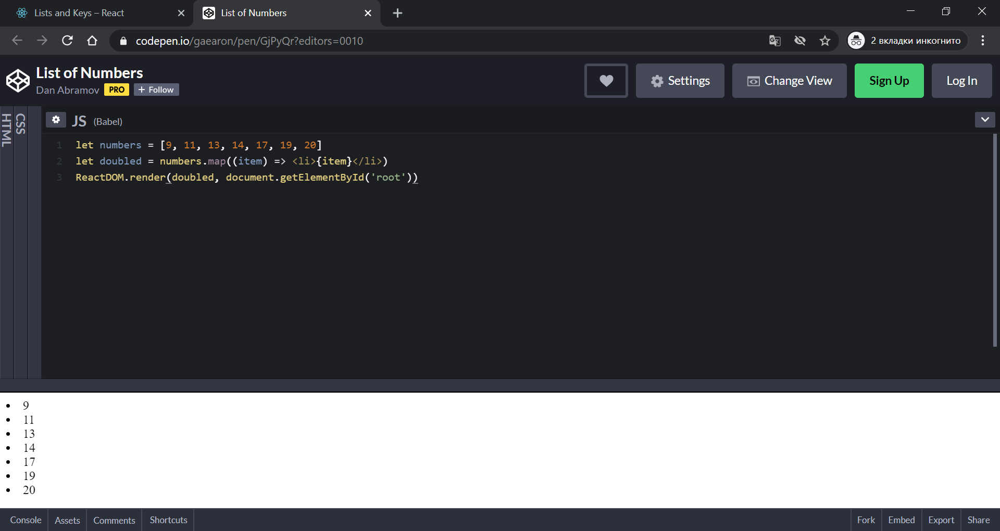 Lists and Keys – React
List of Numbers
codepen.io/gaearon/pen/GjPyQr?editors=0010
2 вкладки инкогнито
List of Numbers
Dan Abramov PRO + Follow
Settings
Change View
Sign Up
Log In
HTML
CSS
JS (Babel)
1 let numbers = [9, 11, 13, 14, 17, 19, 20]
2 let doubled = numbers.map((item) => <li>{item}</li>)
3 ReactDOM.render(doubled, document.getElementById('root'))
• 9
• 11
• 13
• 14
• 17
• 19
• 20
Console Assets Comments Shortcuts Fork Embed Export Share